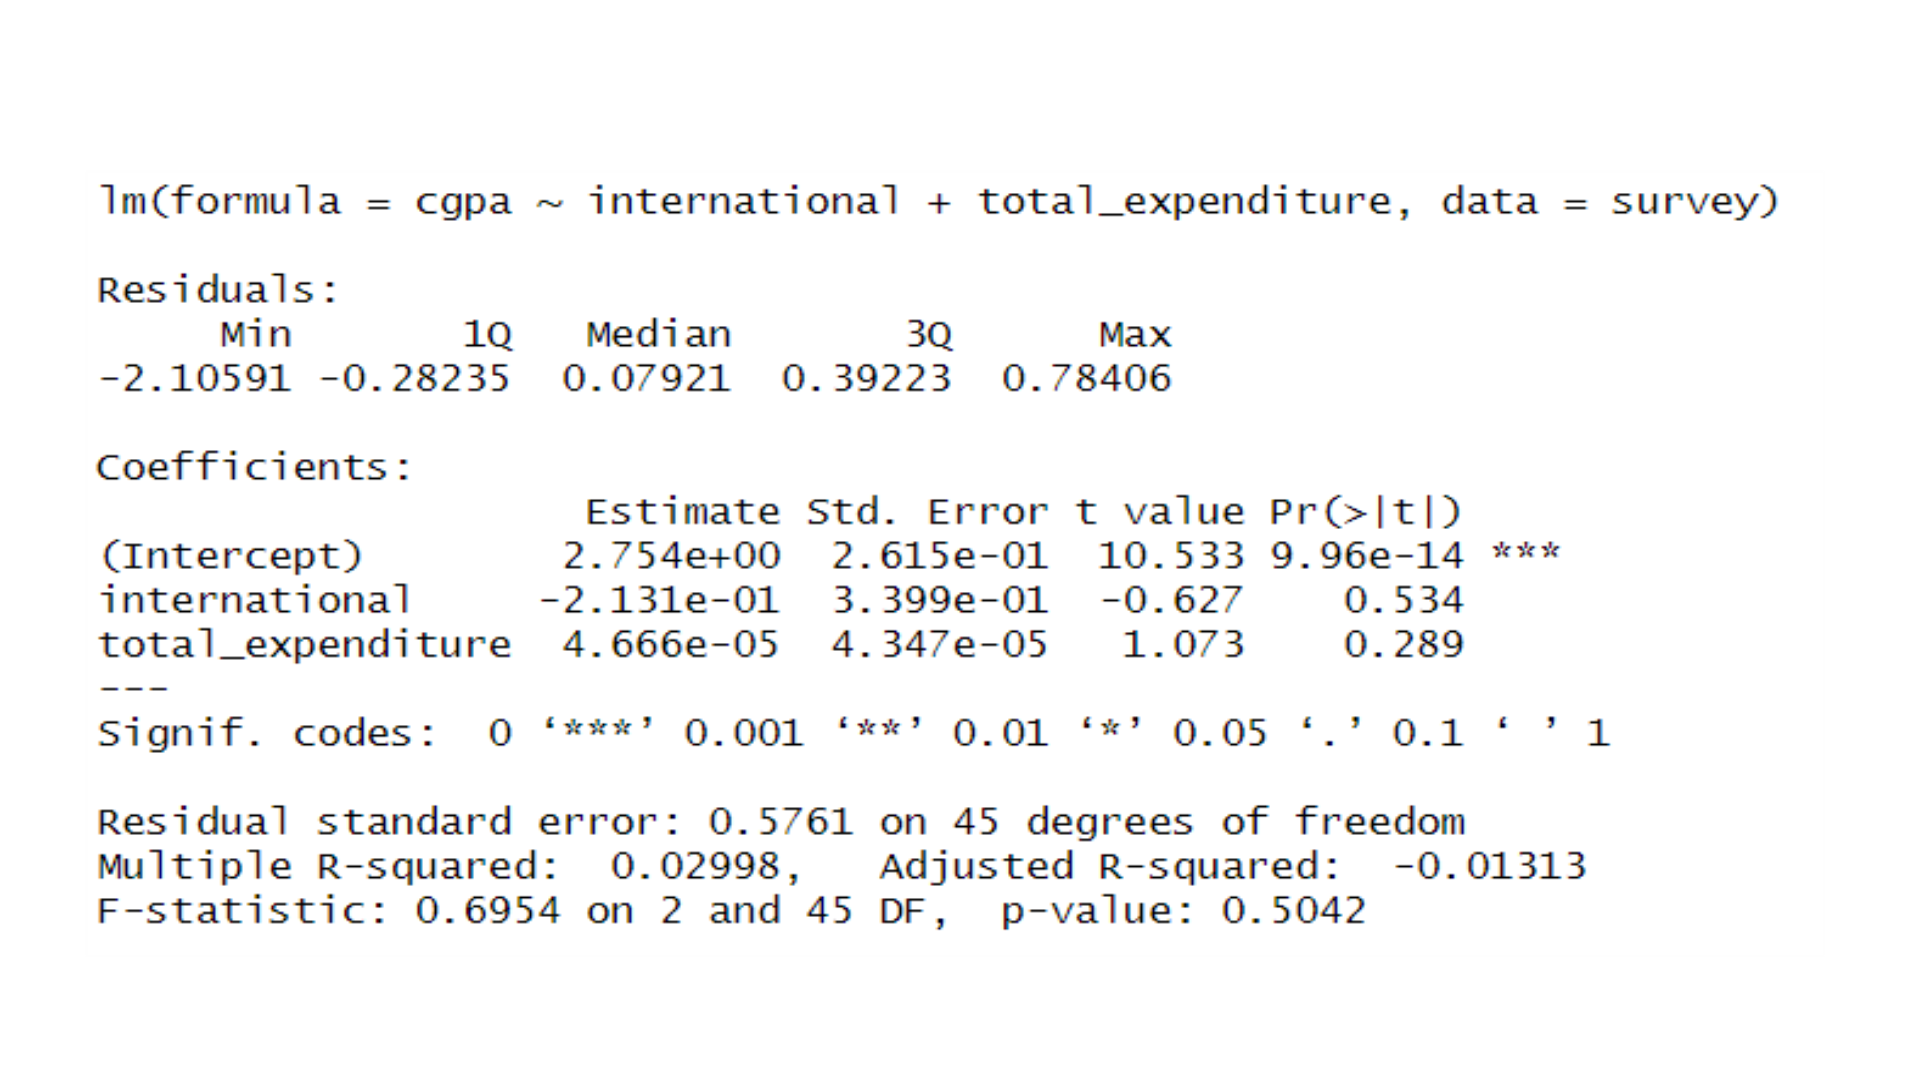 lm(formula = cgpa ~ international + total_expenditure, data = survey)
Residuals:
Min 1Q Median 3Q Max
-2.10591 -0.28235 0.07921 0.39223 0.78406
Coefficients:
Estimate Std. Error t value Pr(>|t|)
(Intercept) 2.754e+00 2.615e-01 10.533 9.96e-14 ***
international -2.131e-01 3.399e-01 -0.627 0.534
total_expenditure 4.666e-05 4.347e-05 1.073 0.289
---
Signif. codes: 0 ‘***’ 0.001 ‘**’ 0.01 ‘*’ 0.05 ‘.’ 0.1 ‘ ’ 1
Residual standard error: 0.5761 on 45 degrees of freedom
Multiple R-squared: 0.02998, Adjusted R-squared: -0.01313
F-statistic: 0.6954 on 2 and 45 DF, p-value: 0.5042